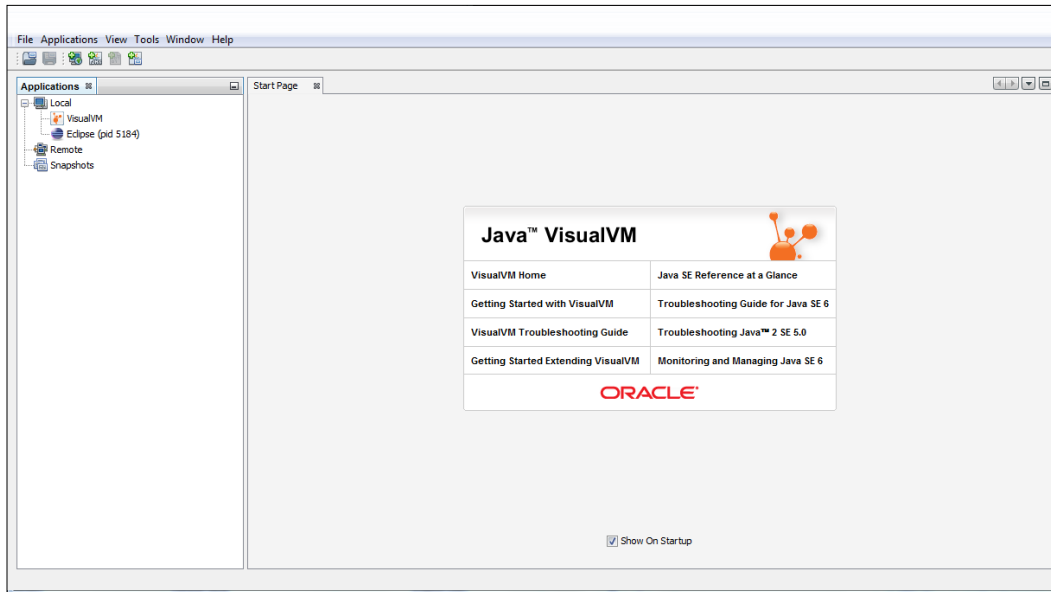 File Applications View Tools Window Help
Applications
Start Page
Local
VisualVM
Eclipse (pid 5184)
Remote
Snapshots
Java™ VisualVM
VisualVM Home
Java SE Reference at a Glance
Getting Started with VisualVM
Troubleshooting Guide for Java SE 6
VisualVM Troubleshooting Guide
Troubleshooting Java™ 2 SE 5.0
Getting Started Extending VisualVM
Monitoring and Managing Java SE 6
ORACLE
Show On Startup